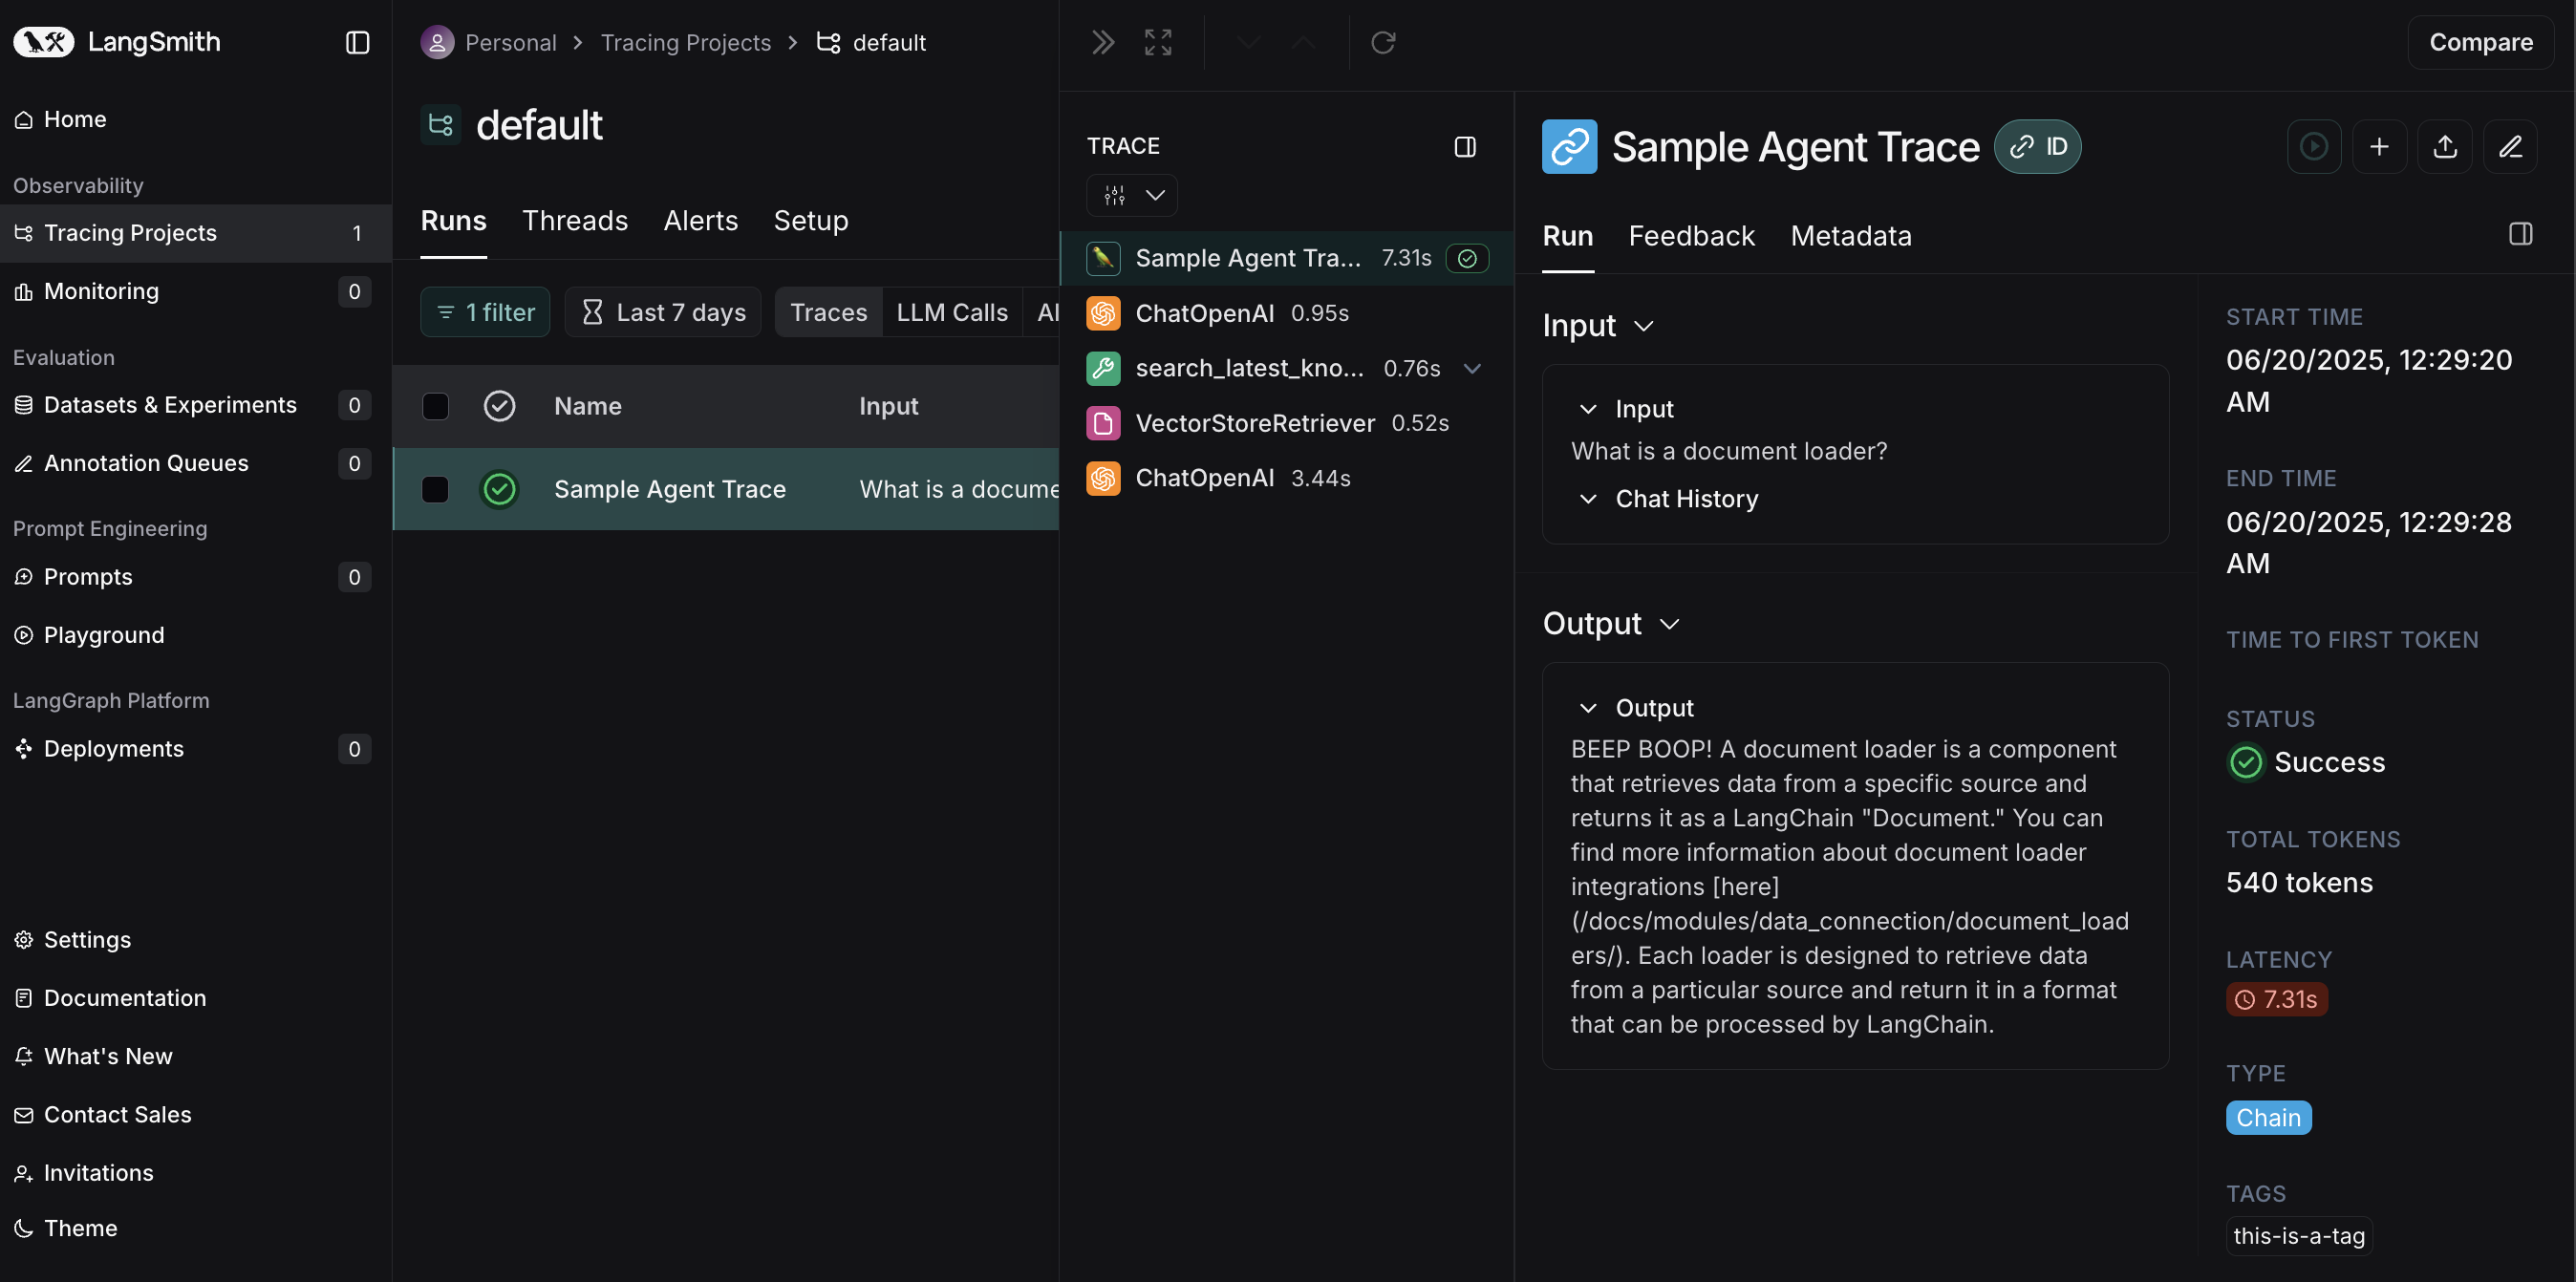 LangSmith
Home
Observability
Tracing Projects 1
Monitoring 0
Evaluation
Datasets & Experiments 0
Annotation Queues 0
Prompt Engineering
Prompts 0
Playground
LangGraph Platform
Deployments 0
Settings
Documentation
What's New
Contact Sales
Invitations
Theme
Personal > Tracing Projects > default
default
Runs Threads Alerts Setup
1 filter Last 7 days Traces LLM Calls Al
Name Input
Sample Agent Trace What is a docume
Compare
TRACE
Sample Agent Tra... 7.31s
ChatOpenAI 0.95s
search_latest_kno... 0.76s
VectorStoreRetriever 0.52s
ChatOpenAI 3.44s
Sample Agent Trace ID
Run Feedback Metadata
Input
Input
What is a document loader?
Chat History
Output
Output
BEEP BOOP! A document loader is a component
that retrieves data from a specific source and
returns it as a LangChain "Document." You can
find more information about document loader
integrations [here]
(/docs/modules/data_connection/document_load
ers/). Each loader is designed to retrieve data
from a particular source and return it in a format
that can be processed by LangChain.
START TIME
06/20/2025, 12:29:20
AM
END TIME
06/20/2025, 12:29:28
AM
TIME TO FIRST TOKEN
STATUS
Success
TOTAL TOKENS
540 tokens
LATENCY
7.31s
TYPE
Chain
TAGS
this-is-a-tag